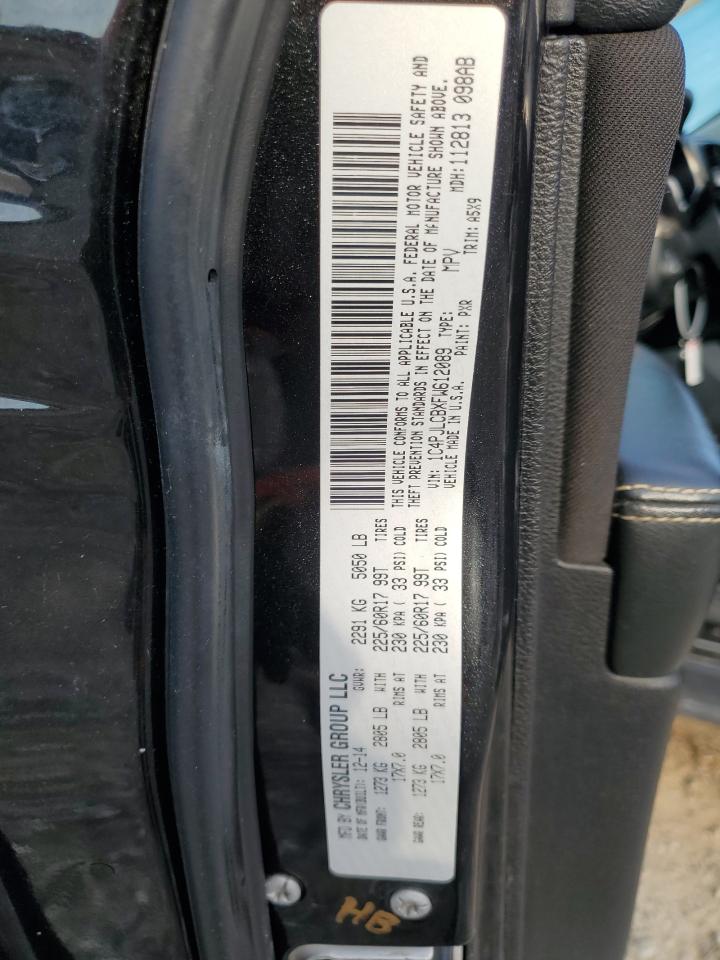 MFD BY CHRYSLER GROUP LLC
DATE OF MFR(BUILT): 12-14 GVWR: 2291 KG 5050 LB
GAWR FRONT: 1273 KG 2805 LB WITH 225/60R17 99T TIRES
17X7.0 RIMS AT 230 KPA ( 33 PSI) COLD
GAWR REAR: 1273 KG 2805 LB WITH 225/60R17 99T TIRES
17X7.0 RIMS AT 230 KPA ( 33 PSI) COLD
THIS VEHICLE CONFORMS TO ALL APPLICABLE U.S.A. FEDERAL MOTOR VEHICLE SAFETY AND
THEFT PREVENTION STANDARDS IN EFFECT ON THE DATE OF MANUFACTURE SHOWN ABOVE.
VIN: 1C4PJLCBXFW612089 TYPE: MPV MDH: 112813 098AB
VEHICLE MADE IN U.S.A. PAINT: PXR TRIM: A5X9
HB